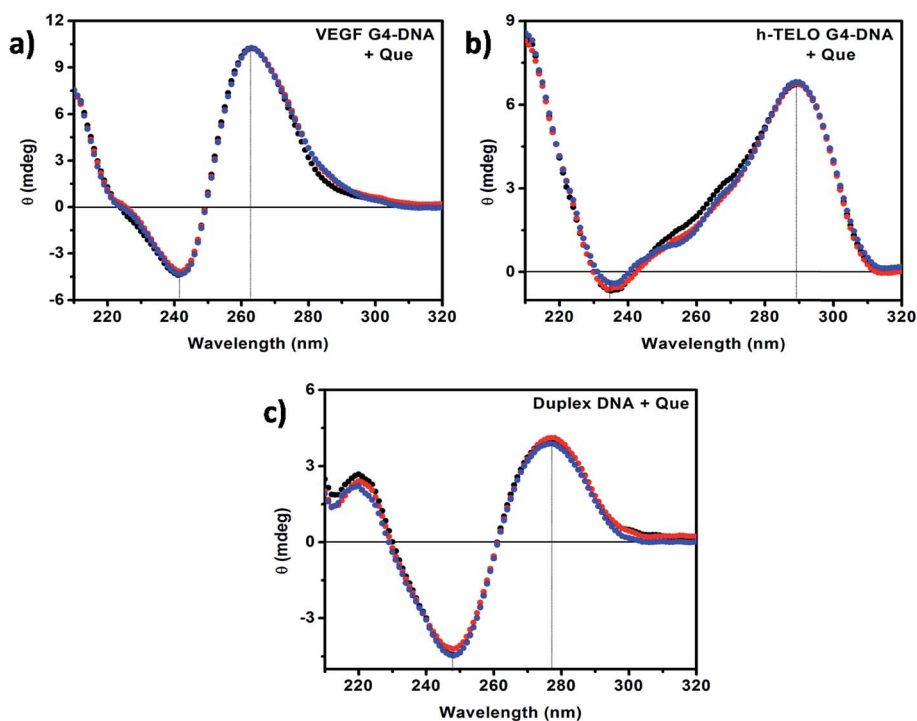 a)
VEGF G4-DNA
+ Que
12
9
6
3
0
-3
-6
θ (mdeg)
220 240 260 280 300 320
Wavelength (nm)
b)
h-TELO G4-DNA
+ Que
9
6
3
0
θ (mdeg)
220 240 260 280 300 320
Wavelength (nm)
c)
Duplex DNA + Que
6
3
0
-3
θ (mdeg)
220 240 260 280 300 320
Wavelength (nm)